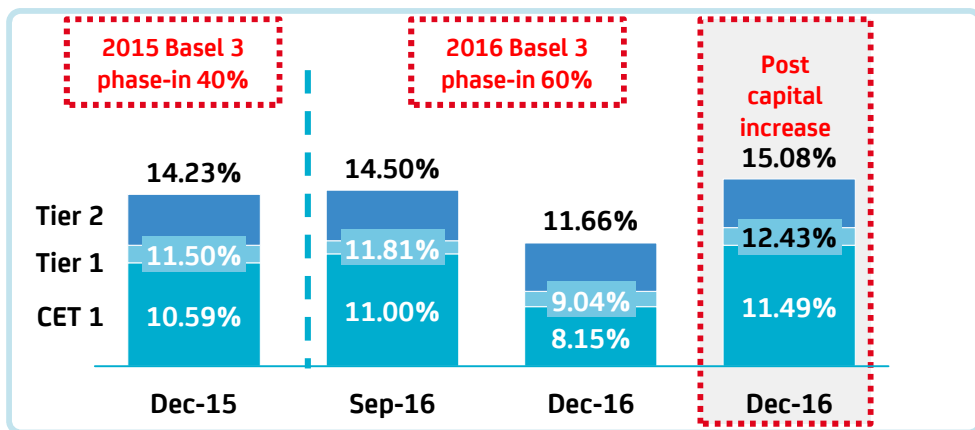 2015 Basel 3
phase-in 40%
2016 Basel 3
phase-in 60%
Post
capital
increase
14.23%
14.50%
11.66%
15.08%
Tier 2
Tier 1
11.50%
11.81%
9.04%
12.43%
CET 1
10.59%
11.00%
8.15%
11.49%
Dec-15
Sep-16
Dec-16
Dec-16